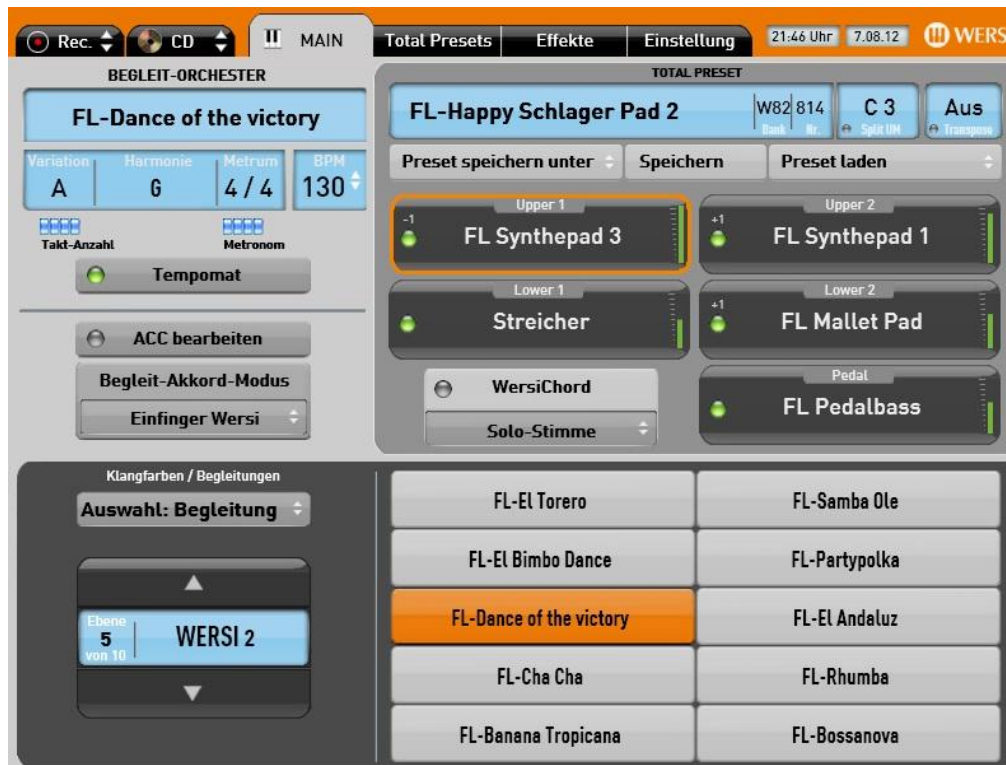 Rec. CD MAIN Total Presets Effekte Einstellung 21:46 Uhr 7.08.12 WERS
BEGLEIT-ORCHESTER
FL-Dance of the victory
Variation Harmonie Metrum BPM
A G 4/4 130
Takt-Anzahl Metronom
Tempomat
ACC bearbeiten
Begleit-Akkord-Modus
Einfinger Wersi
TOTAL PRESET
FL-Happy Schlager Pad 2 W82 814 C 3 Aus
Bank Nr. Split UM Transpose
Preset speichern unter Speichern Preset laden
Upper 1 Upper 2
-1 +1
FL Synthepad 3 FL Synthepad 1
Lower 1 Lower 2
+1
Streicher FL Mallet Pad
WersiChord Pedal
Solo-Stimme FL Pedalbass
Klangfarben / Begleitungen
Auswahl: Begleitung
Ebene
5 WERSI 2
von 10
FL-El Torero FL-Samba Ole
FL-El Bimbo Dance FL-Partypolka
FL-Dance of the victory FL-El Andaluz
FL-Cha Cha FL-Rhumba
FL-Banana Tropicana FL-Bossanova